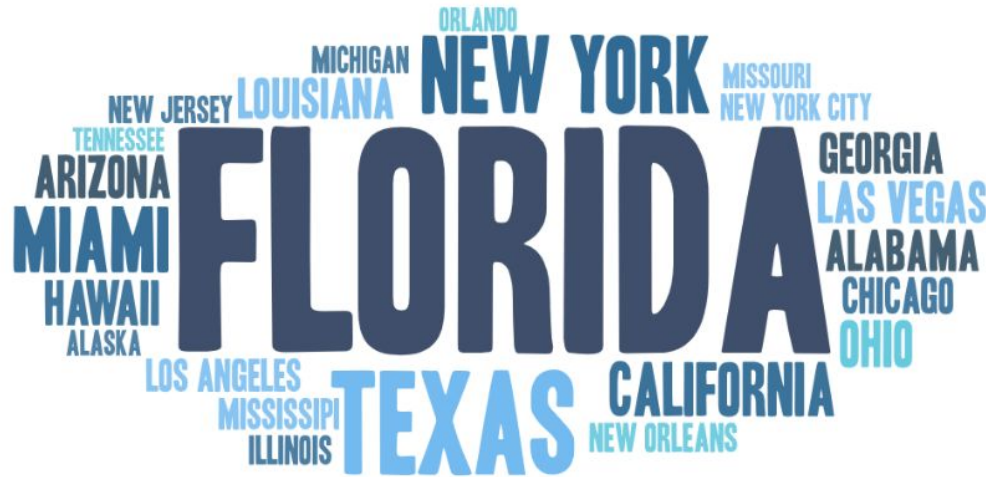 ORLANDO
MICHIGAN
NEW YORK
MISSOURI
NEW JERSEY
LOUISIANA
NEW YORK CITY
TENNESSEE
FLORIDA
GEORGIA
ARIZONA
LAS VEGAS
MIAMI
ALABAMA
HAWAII
CHICAGO
ALASKA
OHIO
LOS ANGELES
TEXAS
CALIFORNIA
MISSISSIPI
NEW ORLEANS
ILLINOIS